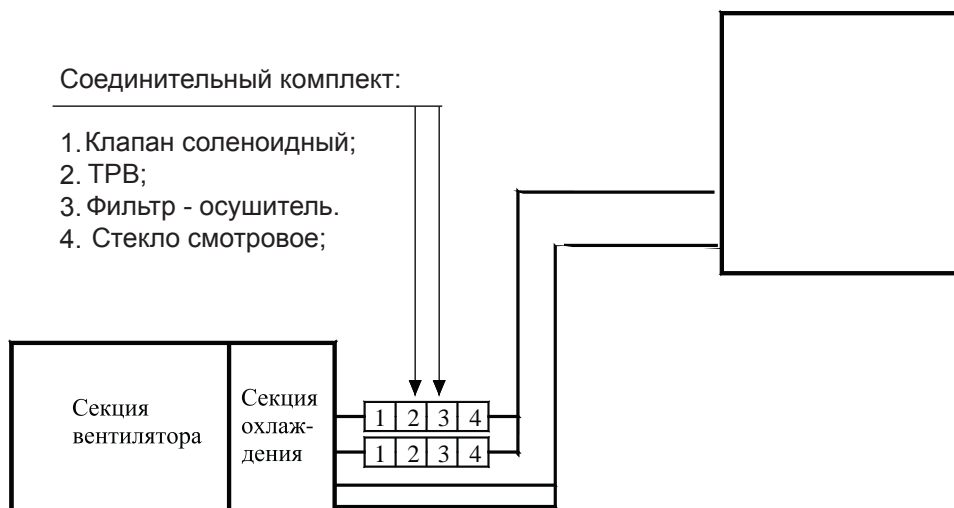 Соединительный комплект:
1. Клапан соленоидный;
2. ТРВ;
3. Фильтр - осушитель.
4. Стекло смотровое;
Секция
вентилятора
Секция
охлаж-
дения
1 2 3 4
1 2 3 4